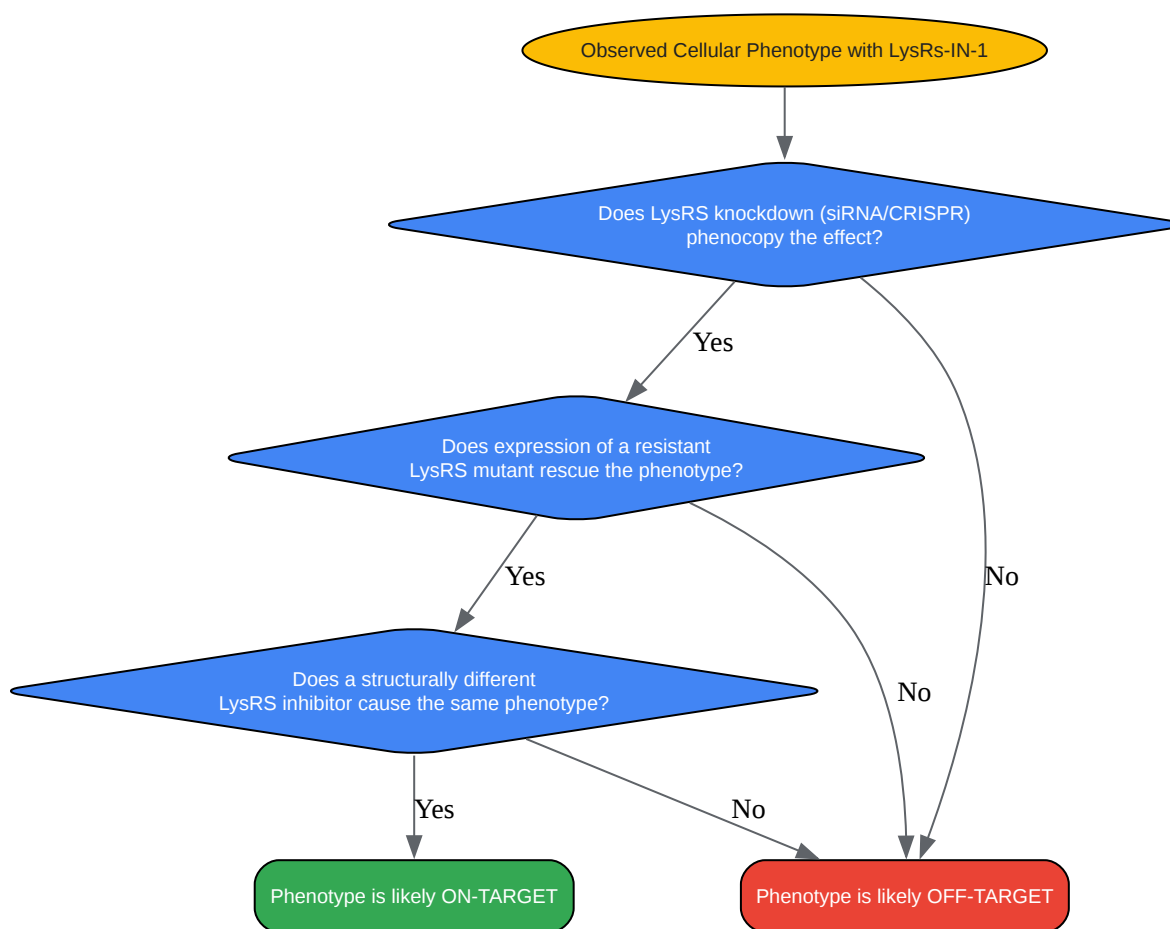 Observed Cellular Phenotype with LysRs-IN-1
Does LysRS knockdown (siRNA/CRISPR)
phenocopy the effect?
Yes
Does expression of a resistant
LysRS mutant rescue the phenotype?
Yes
No
Does a structurally different
LysRS inhibitor cause the same phenotype?
No
Yes
No
Phenotype is likely ON-TARGET
Phenotype is likely OFF-TARGET